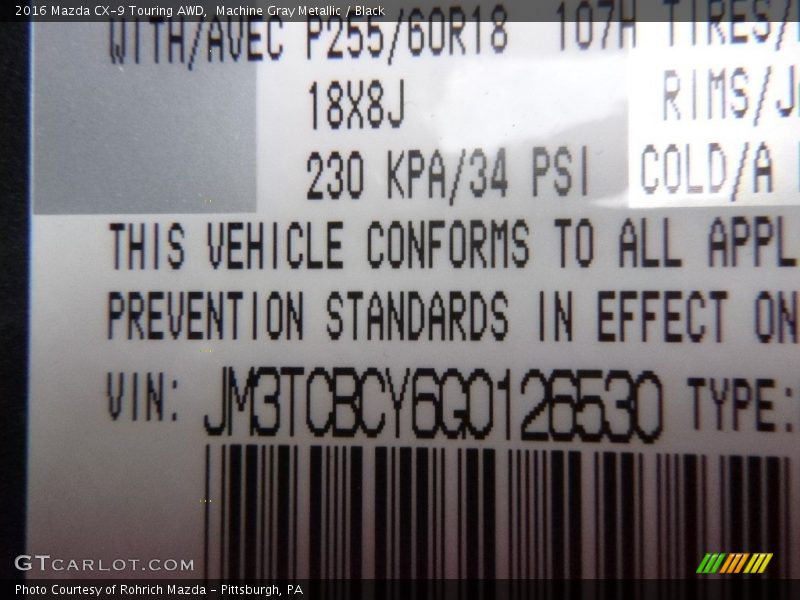 2016 Mazda CX-9 Touring AWD,  Machine Gray Metallic / Black
WITH/AVEC P255/60R18 107H TIRES/
18X8J RIMS/J
230 KPA/34 PSI COLD/A
THIS VEHICLE CONFORMS TO ALL APPL
PREVENTION STANDARDS IN EFFECT ON
VIN: JM3TCBCY6G0126530 TYPE:
GTCARLOT.COM
Photo Courtesy of Rohrich Mazda - Pittsburgh, PA